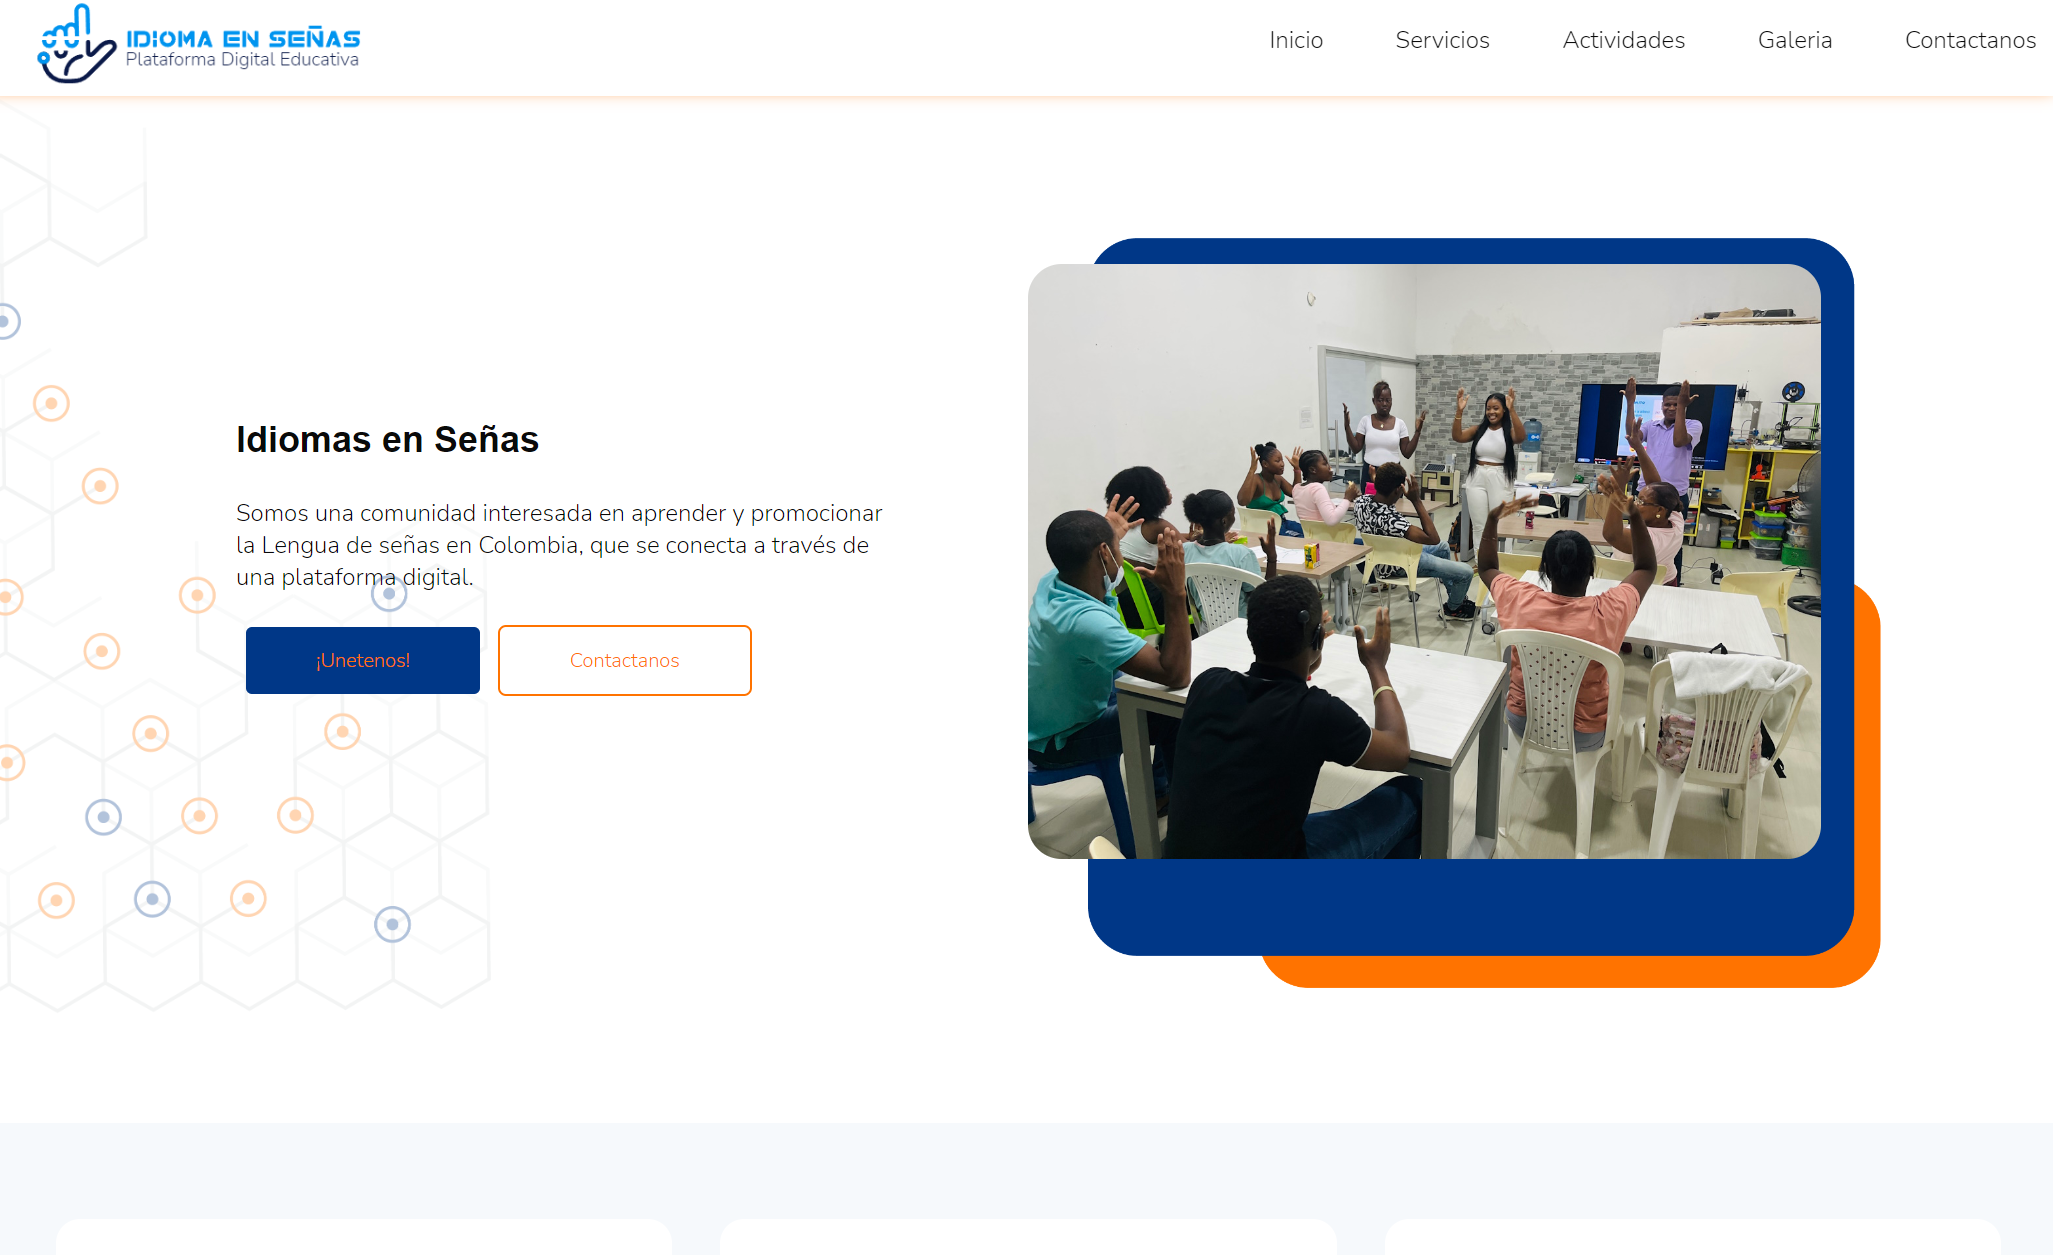 IDIOMA EN SEÑAS
Plataforma Digital Educativa
Inicio
Servicios
Actividades
Galeria
Contactanos
Idiomas en Señas
Somos una comunidad interesada en aprender y promocionar
la Lengua de señas en Colombia, que se conecta a través de
una plataforma digital.
¡Unetenos!
Contactanos